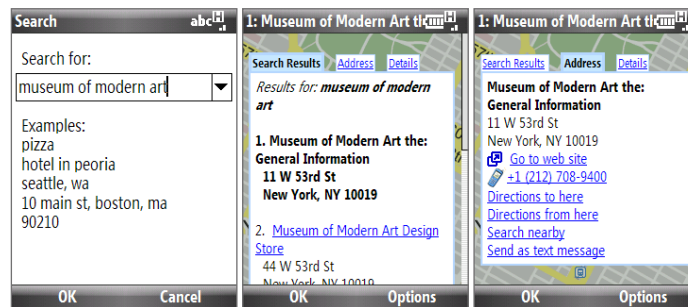 Search
abc
Search for:
museum of modern art
Examples:
pizza
hotel in peoria
seattle, wa
10 main st, boston, ma
90210
OK Cancel
1: Museum of Modern Art th
Search Results Address Details
Results for: museum of modern
art
1. Museum of Modern Art the:
General Information
11 W 53rd St
New York, NY 10019
2. Museum of Modern Art Design
Store
44 W 53rd St
New York, NY 10019
OK Options
1: Museum of Modern Art th
Search Results Address Details
Museum of Modern Art the:
General Information
11 W 53rd St
New York, NY 10019
Go to web site
+1 (212) 708-9400
Directions to here
Directions from here
Search nearby
Send as text message
OK Options